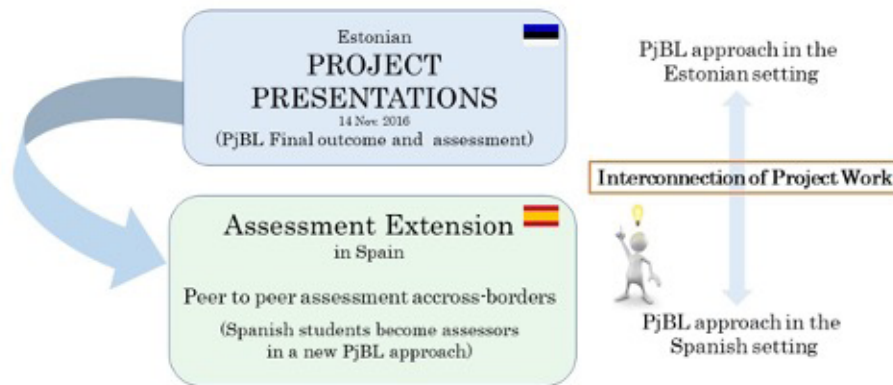 Estonian
PROJECT
PRESENTATIONS
14 Nov. 2016
(PjBL Final outcome and assessment)
Assessment Extension
in Spain
Peer to peer assessment accross-borders
(Spanish students become assessors
in a new PjBL approach)
PjBL approach in the
Estonian setting
Interconnection of Project Work
PjBL approach in the
Spanish setting